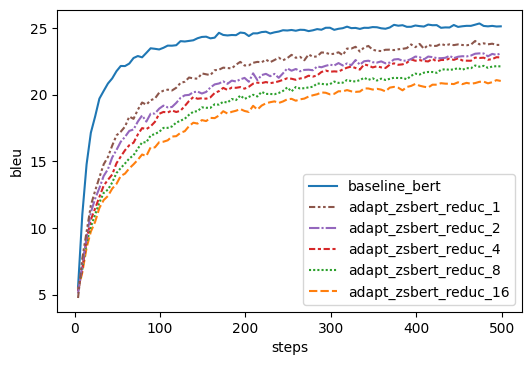 25
20
15
10
5
bleu
0
100
200
300
400
500
steps
baseline_bert
adapt_zsbert_reduc_1
adapt_zsbert_reduc_2
adapt_zsbert_reduc_4
adapt_zsbert_reduc_8
adapt_zsbert_reduc_16